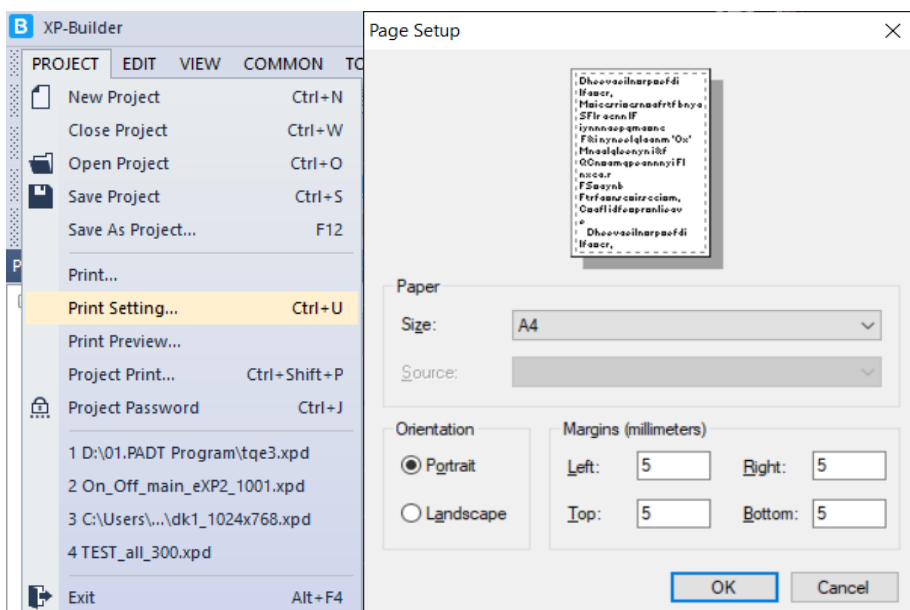 XP-Builder
PROJECT EDIT VIEW COMMON TO
New Project Ctrl+N
Close Project Ctrl+W
Open Project Ctrl+O
Save Project Ctrl+S
Save As Project... F12
Print...
Print Setting... Ctrl+U
Print Preview...
Project Print... Ctrl+Shift+P
Project Password Ctrl+J
1 D:\01.PADT Program\tqe3.xpd
2 On_Off_main_eXP2_1001.xpd
3 C:\Users\...\dk1_1024x768.xpd
4 TEST_all_300.xpd
Exit Alt+F4
Page Setup
Paper
Size: A4
Source:
Orientation
Portrait
Landscape
Margins (millimeters)
Left: 5 Right: 5
Top: 5 Bottom: 5
OK Cancel